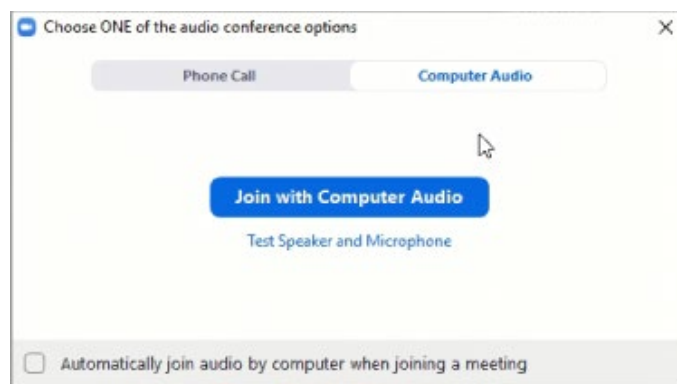 Choose ONE of the audio conference options
Phone Call
Computer Audio
Join with Computer Audio
Test Speaker and Microphone
Automatically join audio by computer when joining a meeting